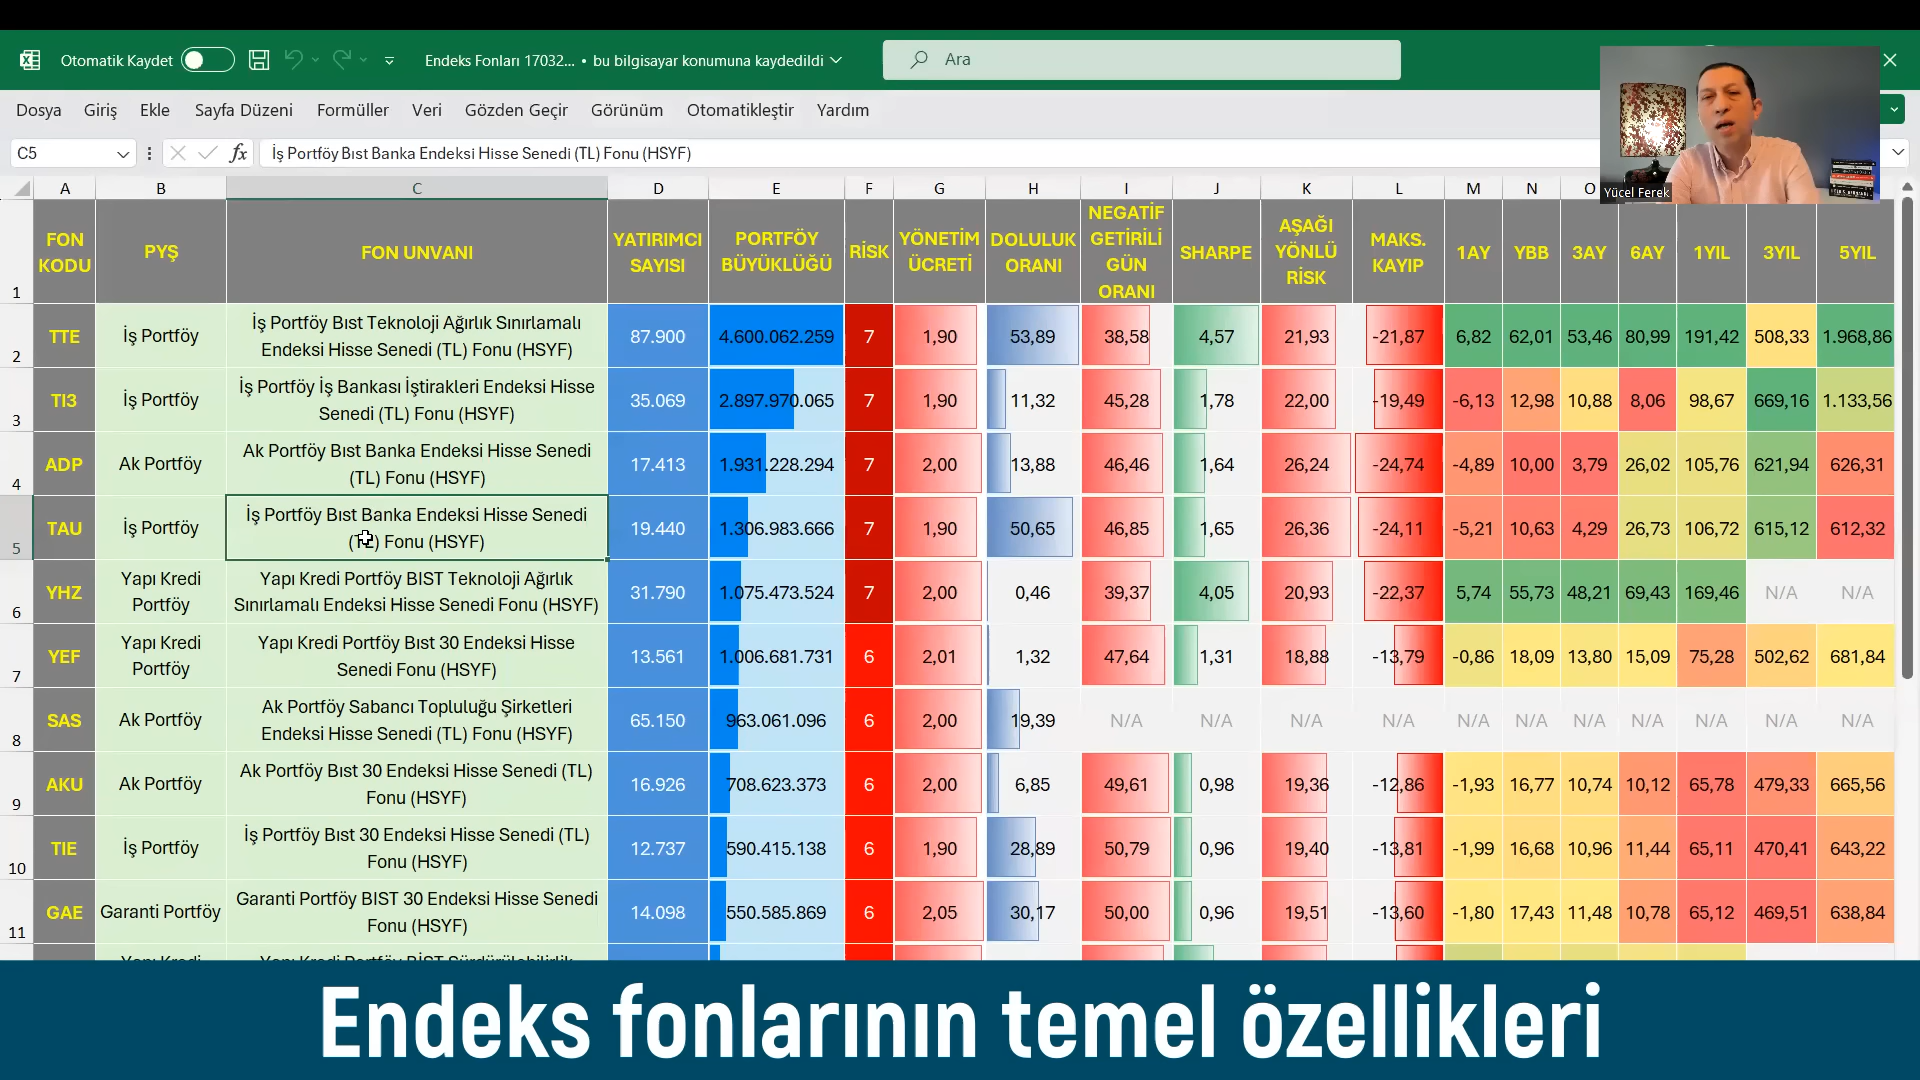 Otomatik Kaydet
Endeks Fonları 17032... • bu bilgisayar konumuna kaydedildi
Ara
Dosya Giriş Ekle Sayfa Düzeni Formüller Veri Gözden Geçir Görünüm Otomatikleştir Yardım
C5
fx
İş Portföy Bıst Banka Endeksi Hisse Senedi (TL) Fonu (HSYF)
Yücel Ferek
A B C D E F G H I J K L M N O
1
FON KODU
PYŞ
FON UNVANI
YATIRIMCI SAYISI
PORTFÖY BÜYÜKLÜĞÜ
RİSK
YÖNETİM ÜCRETİ
DOLULUK ORANI
NEGATİF GETİRİLİ GÜN ORANI
SHARPE
AŞAĞI YÖNLÜ RİSK
MAKS. KAYIP
1AY
YBB
3AY
6AY
1YIL
3YIL
5YIL
2 TTE İş Portföy İş Portföy Bıst Teknoloji Ağırlık Sınırlamalı
Endeksi Hisse Senedi (TL) Fonu (HSYF) 87.900 4.600.062.259 7 1,90 53,89 38,58 4,57 21,93 -21,87 6,82 62,01 53,46 80,99 191,42 508,33 1.968,86
3 TI3 İş Portföy İş Portföy İş Bankası İştirakleri Endeksi Hisse
Senedi (TL) Fonu (HSYF) 35.069 2.897.970.065 7 1,90 11,32 45,28 1,78 22,00 -19,49 -6,13 12,98 10,88 8,06 98,67 669,16 1.133,56
4 ADP Ak Portföy Ak Portföy Bıst Banka Endeksi Hisse Senedi
(TL) Fonu (HSYF) 17.413 1.931.228.294 7 2,00 13,88 46,46 1,64 26,24 -24,74 -4,89 10,00 3,79 26,02 105,76 621,94 626,31
5 TAU İş Portföy İş Portföy Bıst Banka Endeksi Hisse Senedi
(TL) Fonu (HSYF) 19.440 1.306.983.666 7 1,90 50,65 46,85 1,65 26,36 -24,11 -5,21 10,63 4,29 26,73 106,72 615,12 612,32
6 YHZ Yapı Kredi Portföy Yapı Kredi Portföy BIST Teknoloji Ağırlık
Sınırlamalı Endeksi Hisse Senedi Fonu (HSYF) 31.790 1.075.473.524 7 2,00 0,46 39,37 4,05 20,93 -22,37 5,74 55,73 48,21 69,43 169,46 N/A N/A
7 YEF Yapı Kredi Portföy Yapı Kredi Portföy Bıst 30 Endeksi Hisse
Senedi Fonu (HSYF) 13.561 1.006.681.731 6 2,01 1,32 47,64 1,31 18,88 -13,79 -0,86 18,09 13,80 15,09 75,28 502,62 681,84
8 SAS Ak Portföy Ak Portföy Sabancı Topluluğu Şirketleri
Endeksi Hisse Senedi (TL) Fonu (HSYF) 65.150 963.061.096 6 2,00 19,39 N/A N/A N/A N/A N/A N/A N/A N/A N/A N/A N/A
9 AKU Ak Portföy Ak Portföy Bıst 30 Endeksi Hisse Senedi (TL)
Fonu (HSYF) 16.926 708.623.373 6 2,00 6,85 49,61 0,98 19,36 -12,86 -1,93 16,77 10,74 10,12 65,78 479,33 665,56
10 TIE İş Portföy İş Portföy Bıst 30 Endeksi Hisse Senedi (TL)
Fonu (HSYF) 12.737 590.415.138 6 1,90 28,89 50,79 0,96 19,40 -13,81 -1,99 16,68 10,96 11,44 65,11 470,41 643,22
11 GAE Garanti Portföy Garanti Portföy BIST 30 Endeksi Hisse Senedi
Fonu (HSYF) 14.098 550.585.869 6 2,05 30,17 50,00 0,96 19,51 -13,60 -1,80 17,43 11,48 10,78 65,12 469,51 638,84
Endeks fonlarının temel özellikleri